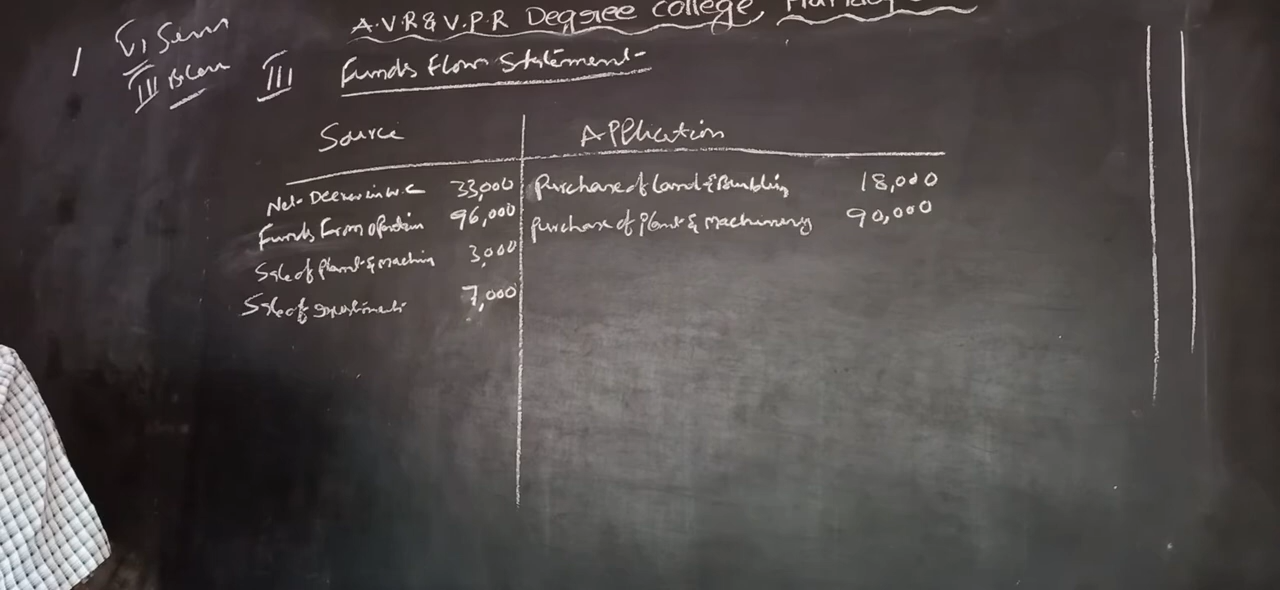 A.V.R & V.P.R Degree College,
VI Sem
III B.Com
III Funds Flow Statement
Source Application
Net Decrease in W.C 33,000 Purchase of Land & Building 18,000
Funds From Operation 96,000 Purchase of Plant & Machinery 90,000
Sale of Plant & Machin 3,000
Sale of Investments 7,000